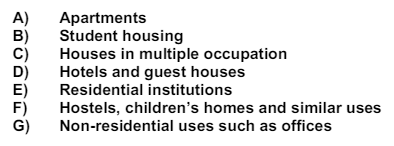 A) Apartments
B) Student housing
C) Houses in multiple occupation
D) Hotels and guest houses
E) Residential institutions
F) Hostels, children's homes and similar uses
G) Non-residential uses such as offices